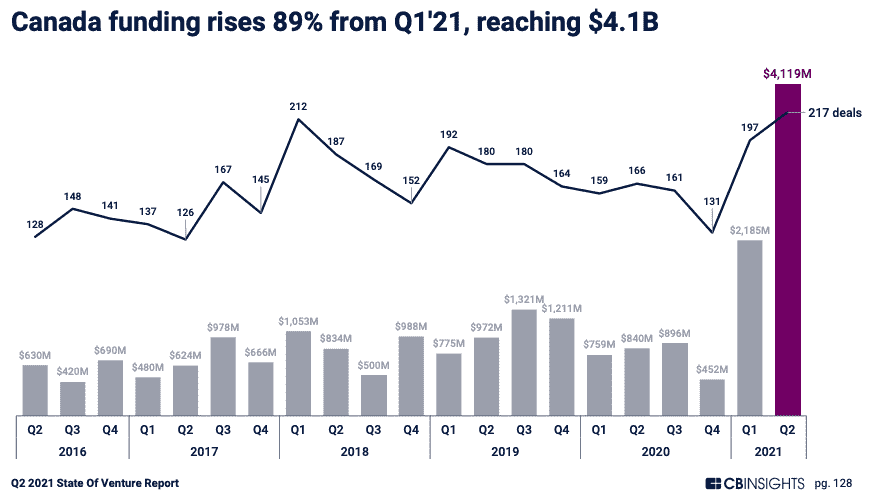 Canada funding rises 89% from Q1'21, reaching $4.1B
$4,119M
212
217 deals
192
187
197
180
180
167
169
164
166
148
145
152
159
161
141
137
128
126
131
$2,185M
$1,321M
$1,211M
$1,053M
$978M
$988M
$972M
$834M
$840M
$896M
$775M
$759M
$690M
$630M
$624M
$666M
$420M
$480M
$500M
$452M
Q2 Q3 Q4 Q1 Q2 Q3 Q4 Q1 Q2 Q3 Q4 Q1 Q2 Q3 Q4 Q1 Q2 Q3 Q4 Q1 Q2
2016 2017 2018 2019 2020 2021
Q2 2021 State Of Venture Report
CBINSIGHTS pg. 128